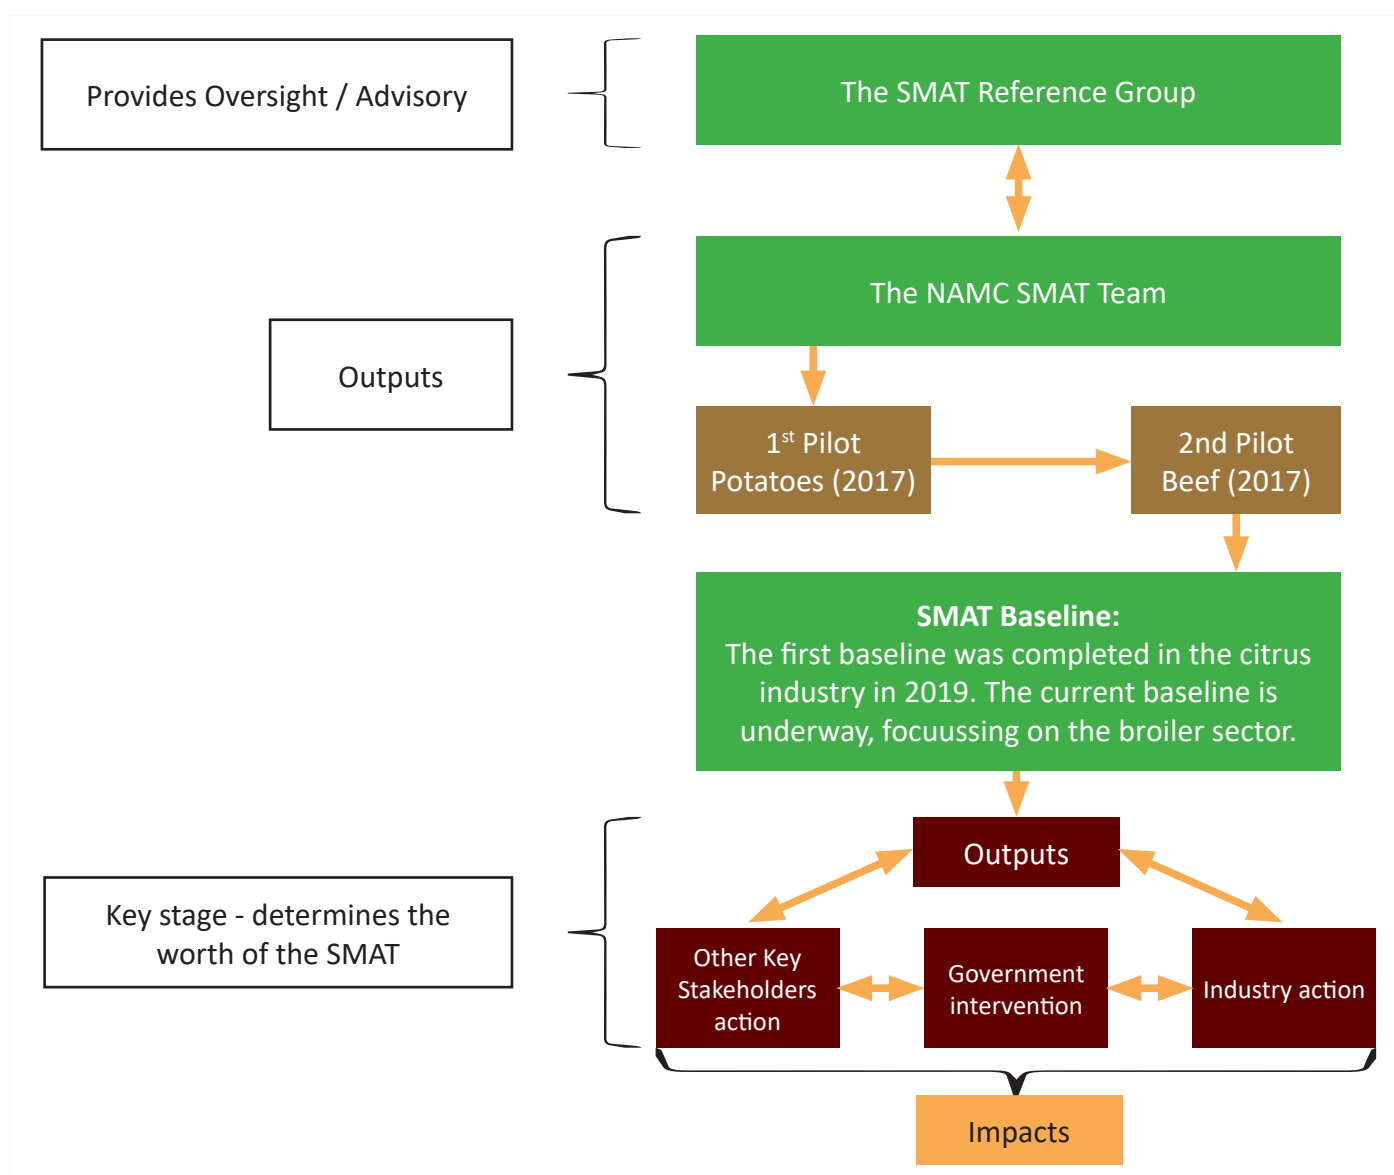 Provides Oversight / Advisory
The SMAT Reference Group
The NAMC SMAT Team
Outputs
1st Pilot
Potatoes (2017)
2nd Pilot
Beef (2017)
SMAT Baseline:
The first baseline was completed in the citrus
industry in 2019. The current baseline is
underway, focuussing on the broiler sector.
Key stage - determines the
worth of the SMAT
Outputs
Other Key
Stakeholders
action
Government
intervention
Industry action
Impacts